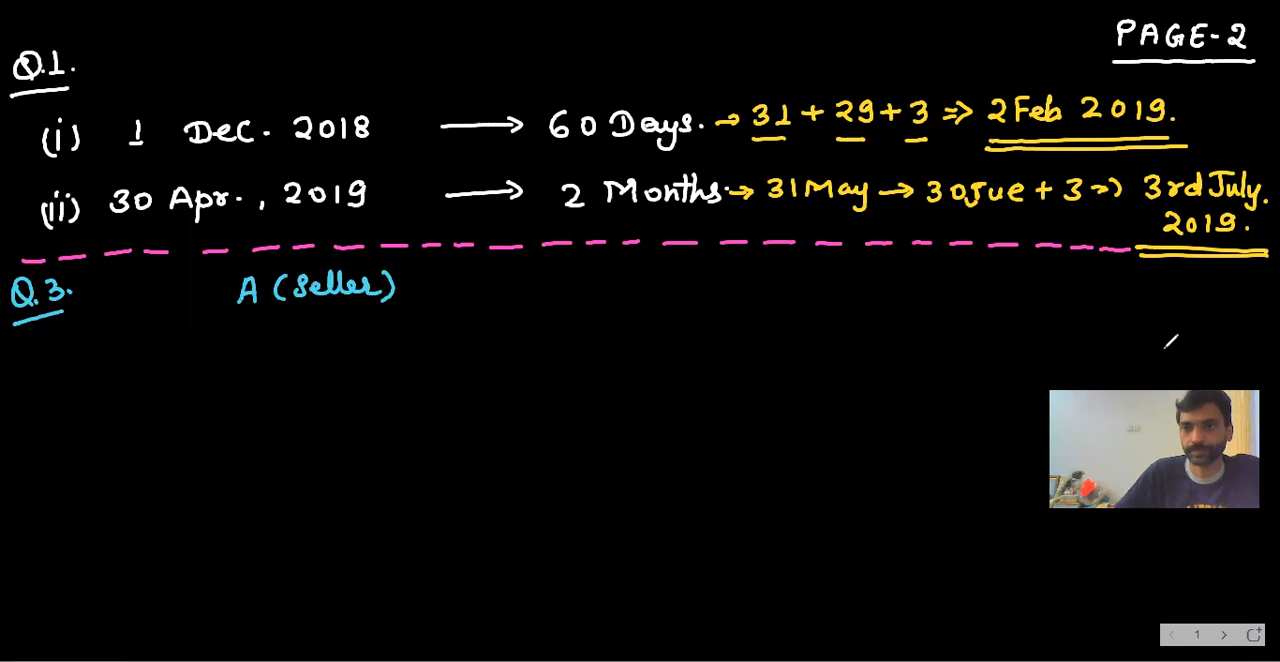 PAGE-2
Q.1.
(i) 1 Dec. 2018 → 60 Days. → 31 + 29 + 3 => 2 Feb 2019.
(ii) 30 Apr., 2019 → 2 Months. → 31 May → 30 Jue + 3 => 3rd July.
2019.
Q.3. A (Seller)
1